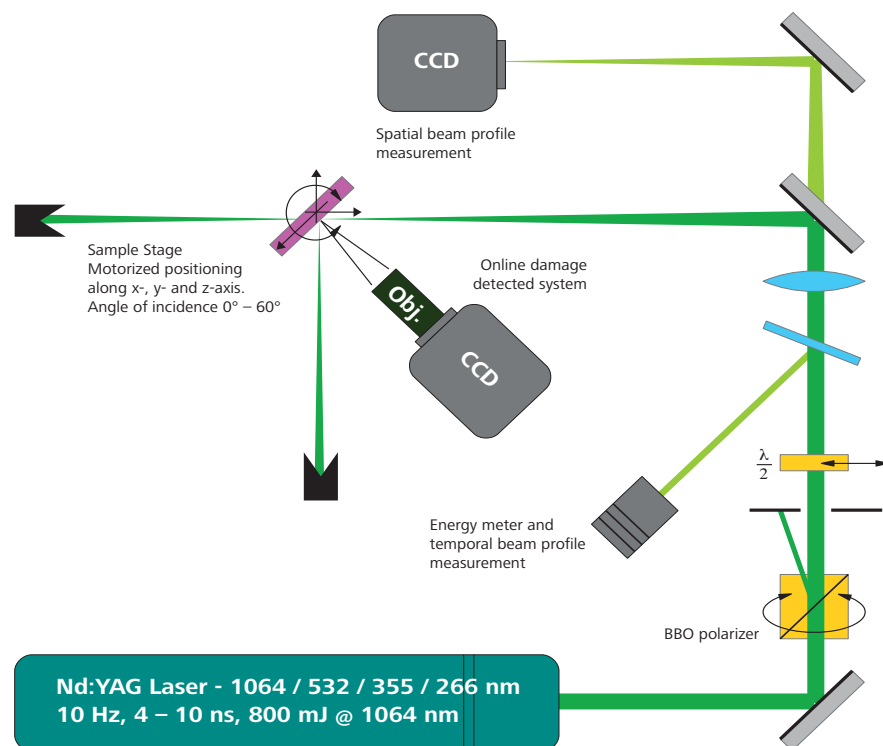 CCD
Spatial beam profile
measurement
Sample Stage
Motorized positioning
along x-, y- and z-axis.
Angle of incidence 0° – 60°
Online damage
detected system
Obj.
CCD
λ
2
Energy meter and
temporal beam profile
measurement
BBO polarizer
Nd:YAG Laser - 1064 / 532 / 355 / 266 nm
10 Hz, 4 – 10 ns, 800 mJ @ 1064 nm